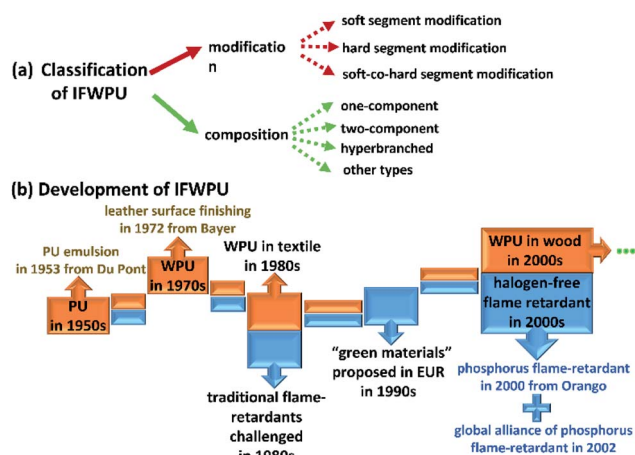 soft segment modification
modificatio
n
hard segment modification
soft-co-hard segment modification
(a) Classification
of IFWPU
one-component
composition
two-component
hyperbranched
other types
(b) Development of IFWPU
leather surface finishing
in 1972 from Bayer
PU emulsion
in 1953 from Du Pont
WPU
in 1970s
WPU in textile
in 1980s
PU
in 1950s
WPU in wood
in 2000s
halogen-free
flame retardant
in 2000s
"green materials"
proposed in EUR
in 1990s
traditional flame-
retardants
challenged
in 1980s
phosphorus flame-retardant
in 2000 from Orango
global alliance of phosphorus
flame-retardant in 2002